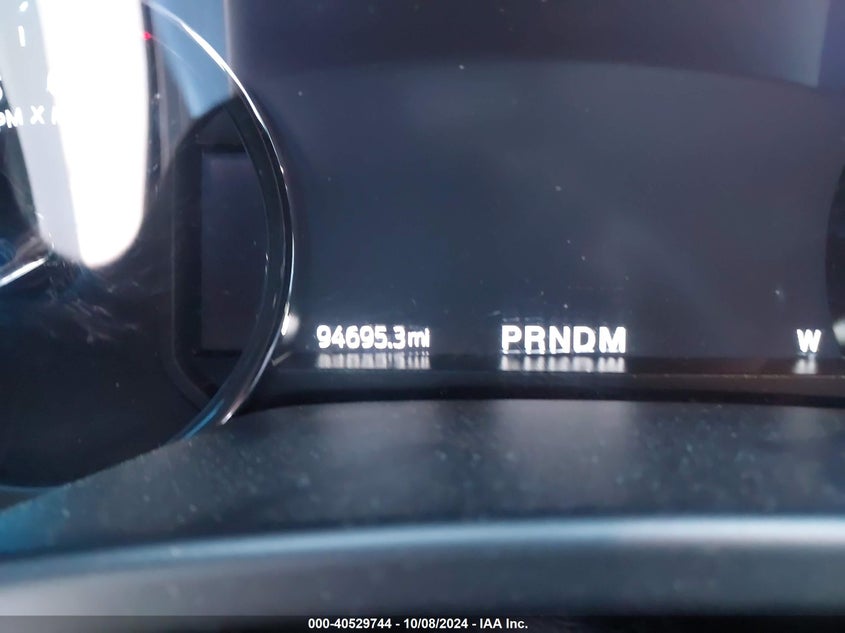 94695.3mi PRNDM W
000-40529744 - 10/08/2024 - IAA Inc.